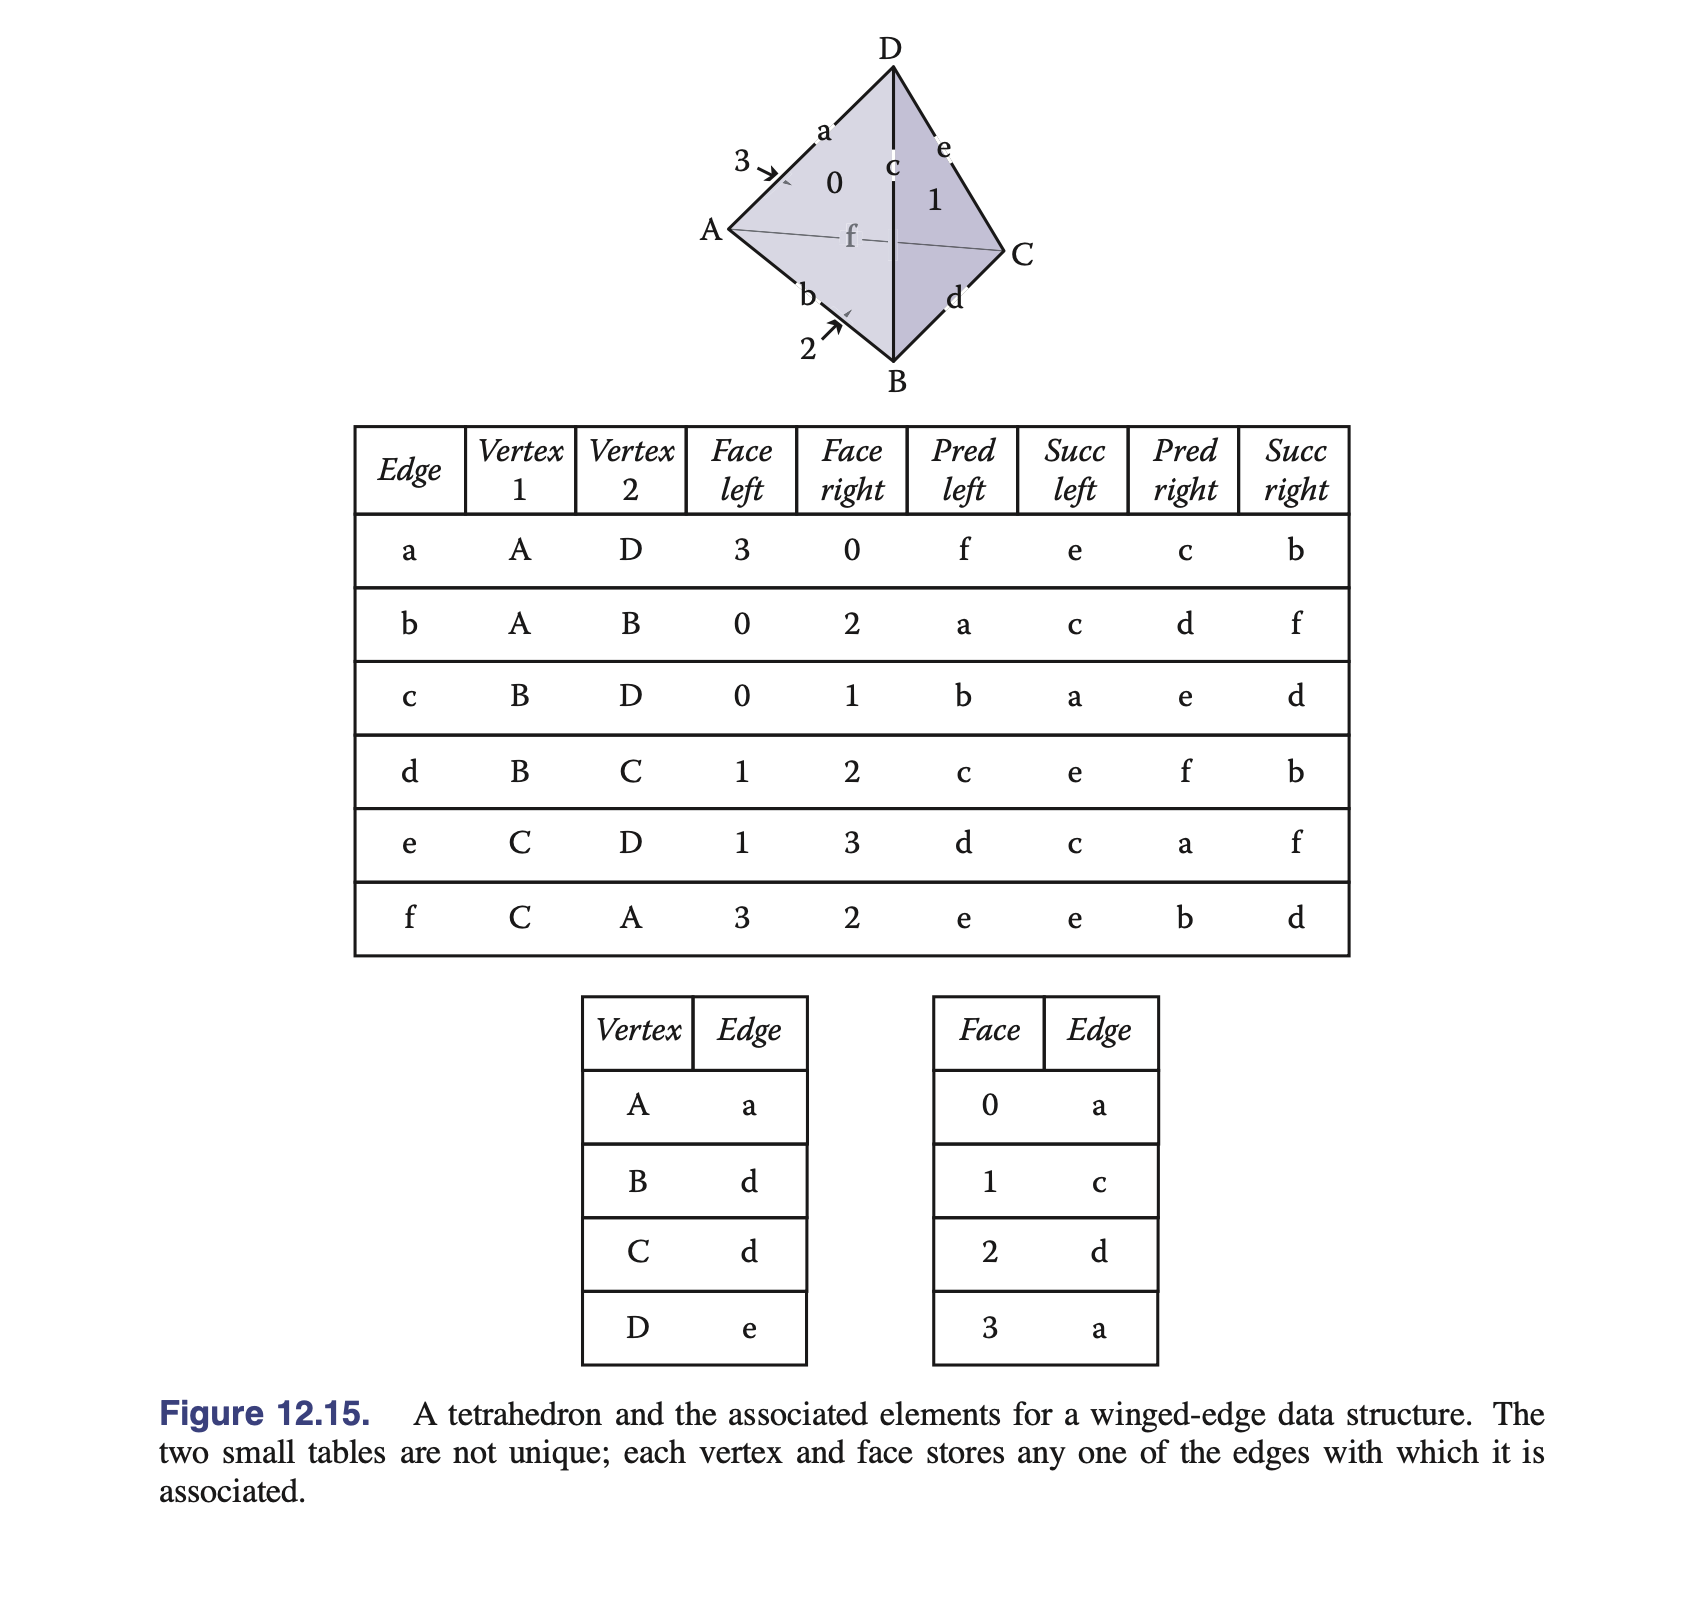 D
a
3
e
c
0
1
A
f
C
b
d
2
B
Edge Vertex 1 Vertex 2 Face left Face right Pred left Succ left Pred right Succ right
a A D 3 0 f e c b
b A B 0 2 a c d f
c B D 0 1 b a e d
d B C 1 2 c e f b
e C D 1 3 d c a f
f C A 3 2 e e b d
Vertex Edge
A a
B d
C d
D e
Face Edge
0 a
1 c
2 d
3 a
Figure 12.15. A tetrahedron and the associated elements for a winged-edge data structure. The
two small tables are not unique; each vertex and face stores any one of the edges with which it is
associated.